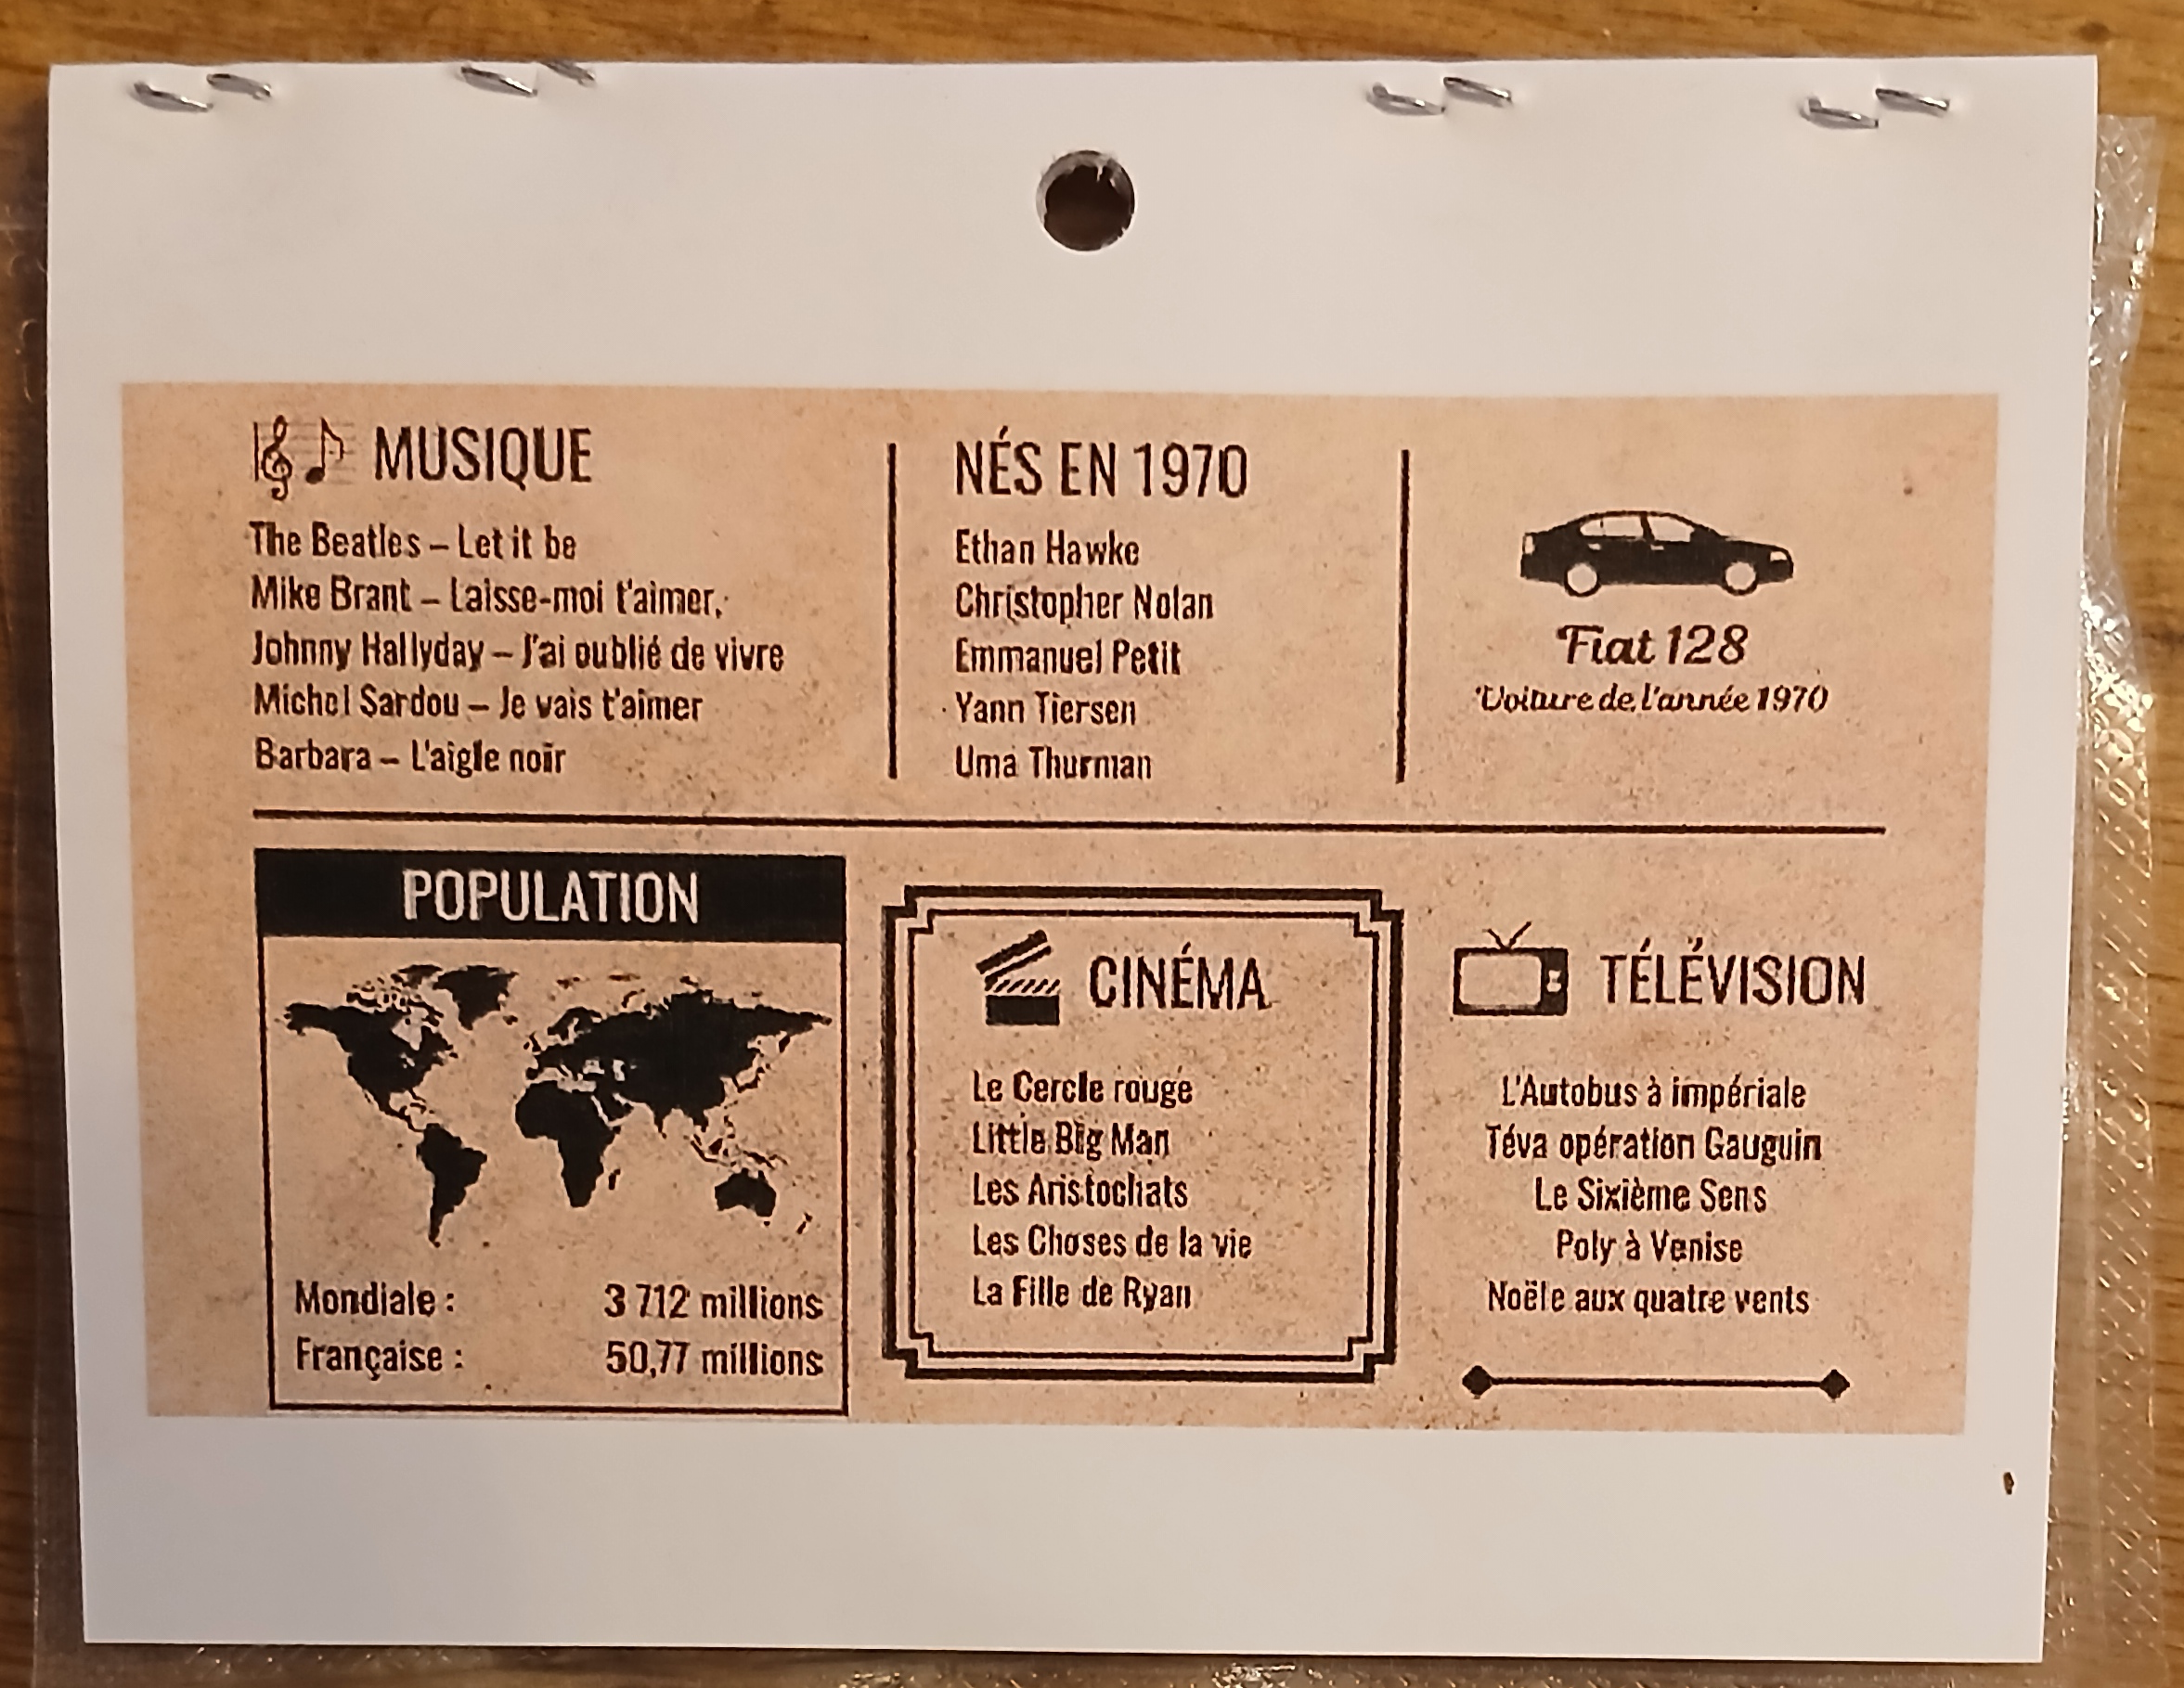 MUSIQUE
The Beatles – Let it be
Mike Brant – Laisse-moi t'aimer,
Johnny Hallyday – J'ai oublié de vivre
Michel Sardou – Je vais t'aimer
Barbara – L'aigle noir
NÉS EN 1970
Ethan Hawke
Christopher Nolan
Emmanuel Petit
Yann Tiersen
Uma Thurman
Fiat 128
Voiture de l'année 1970
POPULATION
Mondiale : 3 712 millions
Française : 50,77 millions
CINÉMA
Le Cercle rouge
Little Big Man
Les Aristochats
Les Choses de la vie
La Fille de Ryan
TÉLÉVISION
L'Autobus à impériale
Téva opération Gauguin
Le Sixième Sens
Poly à Venise
Noële aux quatre vents